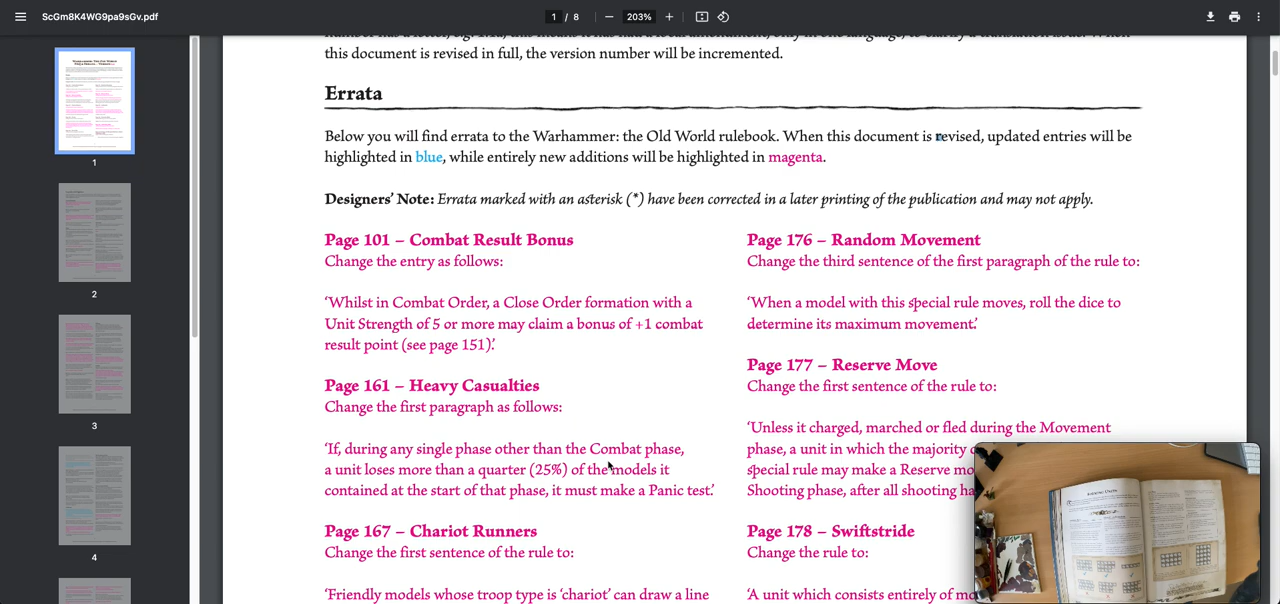 ScGm8K4WG9pa9sGv.pdf
1 / 8
203%
this document is revised in full, the version number will be incremented.
Errata
Below you will find errata for the Warhammer: the Old World rulebook. When this document is revised, updated entries will be
highlighted in blue, while entirely new additions will be highlighted in magenta.
Designers' Note: Errata marked with an asterisk (*) have been corrected in a later printing of the publication and may not apply.
Page 101 – Combat Result Bonus
Change the entry as follows:
'Whilst in Combat Order, a Close Order formation with a
Unit Strength of 5 or more may claim a bonus of +1 combat
result point (see page 151).'
Page 161 – Heavy Casualties
Change the first paragraph as follows:
'If, during any single phase other than the Combat phase,
a unit loses more than a quarter (25%) of the models it
contained at the start of that phase, it must make a Panic test.'
Page 167 – Chariot Runners
Change the first sentence of the rule to:
'Friendly models whose troop type is 'chariot' can draw a line
Page 176 – Random Movement
Change the third sentence of the first paragraph of the rule to:
'When a model with this special rule moves, roll the dice to
determine its maximum movement.'
Page 177 – Reserve Move
Change the first sentence of the rule to:
'Unless it charged, marched or fled during the Movement
phase, a unit in which the majority
special rule may make a Reserve
Shooting phase, after all shooting
Page 178 – Swiftstride
Change the rule to:
'A unit which consists entirely of
1
2
3
4